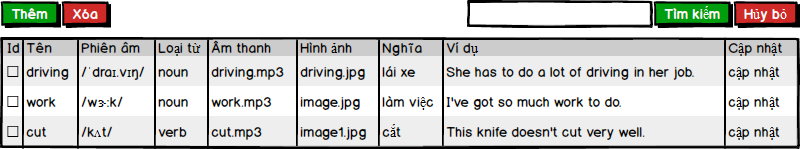 Thêm Xóa Tìm kiếm Hủy bỏ
Id Tên Phiên âm Loại từ Âm thanh Hình ảnh Nghĩa Ví dụ Cập nhật
driving /ˈdraɪ.vɪŋ/ noun driving.mp3 driving.jpg lái xe She has to do a lot of driving in her job. cập nhật
work /wɝːk/ noun work.mp3 image.jpg làm việc I've got so much work to do. cập nhật
cut /kʌt/ verb cut.mp3 image1.jpg cắt This knife doesn't cut very well. cập nhật